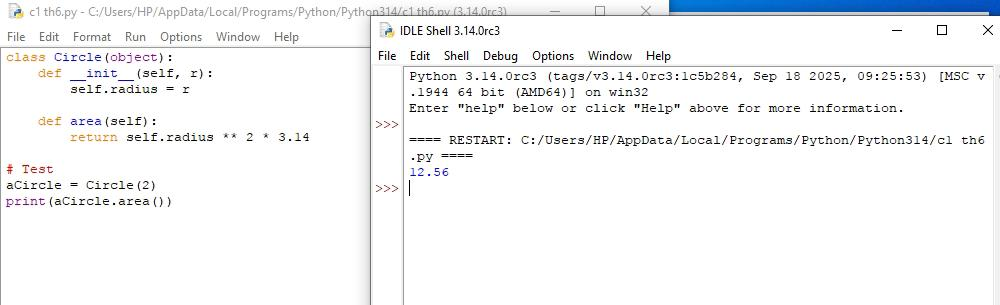 c1 th6.py - C:/Users/HP/AppData/Local/Programs/Python/Python314/c1 th6.py (3.14.0rc3)
File Edit Format Run Options Window Help
class Circle(object):
    def __init__(self, r):
        self.radius = r
    def area(self):
        return self.radius ** 2 * 3.14
# Test
aCircle = Circle(2)
print(aCircle.area())
IDLE Shell 3.14.0rc3
File Edit Shell Debug Options Window Help
Python 3.14.0rc3 (tags/v3.14.0rc3:1c5b284, Sep 18 2025, 09:25:53) [MSC v
.1944 64 bit (AMD64)] on win32
Enter "help" below or click "Help" above for more information.
>>>
==== RESTART: C:/Users/HP/AppData/Local/Programs/Python/Python314/c1 th6
.py ====
12.56
>>>